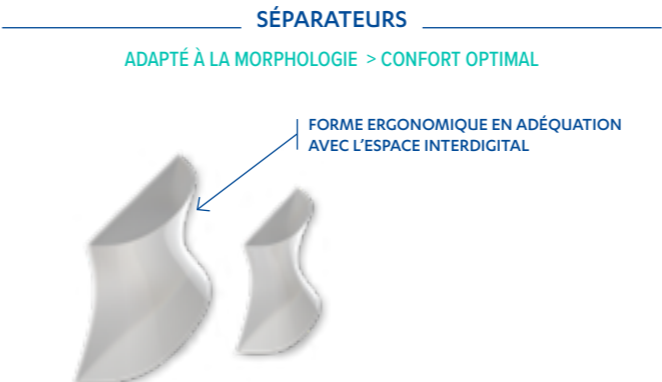 SÉPARATEURS
ADAPTÉ À LA MORPHOLOGIE > CONFORT OPTIMAL
FORME ERGONOMIQUE EN ADÉQUATION
AVEC L'ESPACE INTERDIGITAL